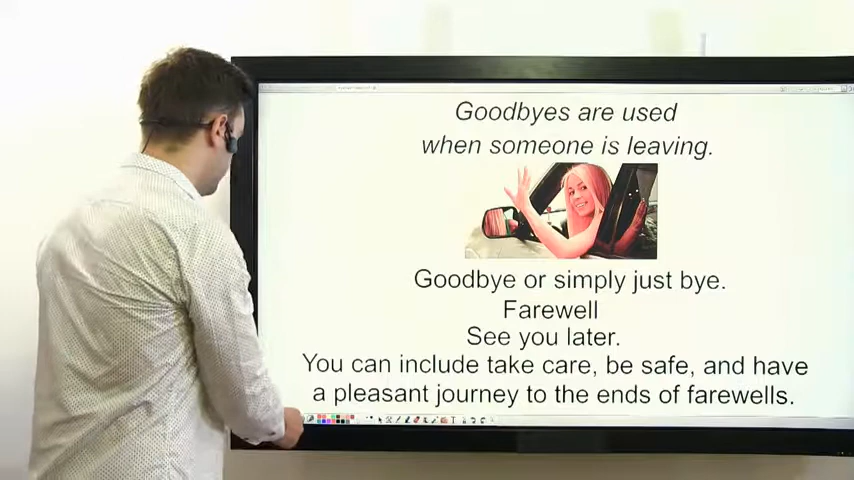 Goodbyes are used
when someone is leaving.
Goodbye or simply just bye.
Farewell
See you later.
You can include take care, be safe, and have
a pleasant journey to the ends of farewells.